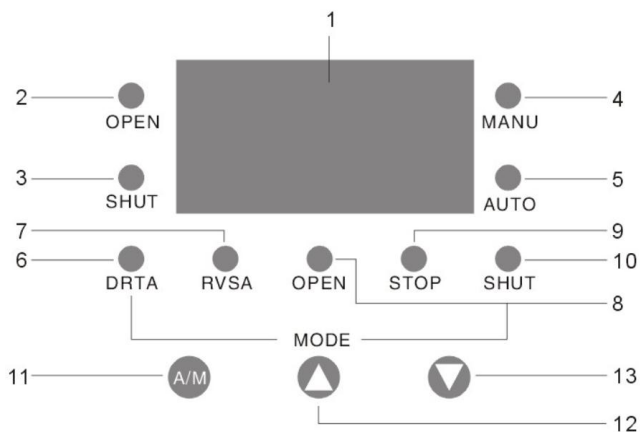 1
2
4
OPEN
MANU
3
5
SHUT
AUTO
7
9
6
10
DRTA RVSA OPEN STOP SHUT
8
MODE
11
A/M
13
12